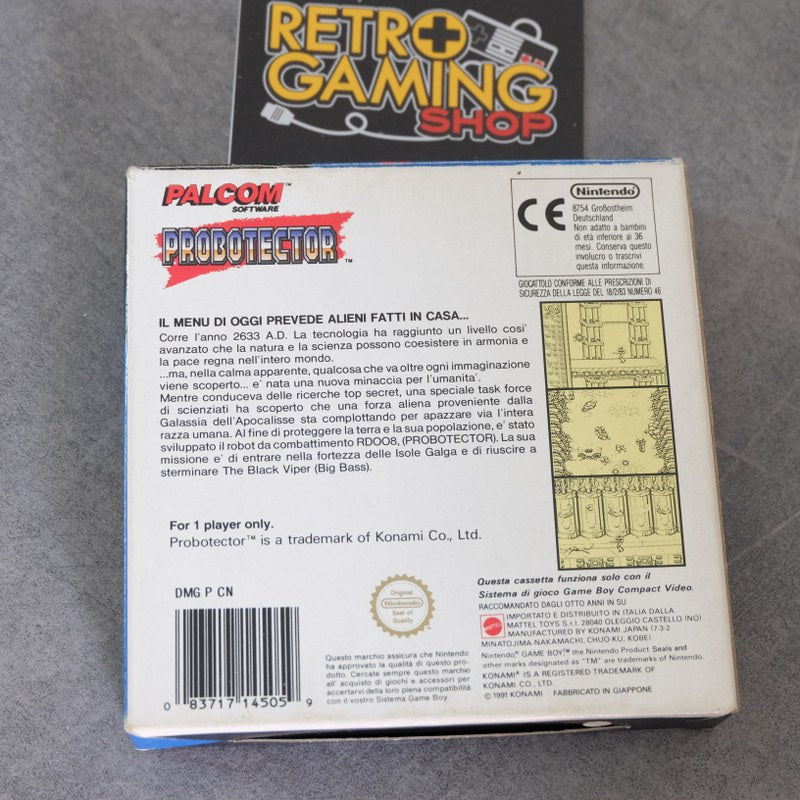 RETRO
GAMING
SHOP
PALCOM™
SOFTWARE
PROBOTECTOR™
CE
Nintendo®
8754 Großostheim
Deutschland
Non adatto a bambini
di età inferiore ai 36
mesi. Conserva questo
involucro o trascrivi
questa informazione.
GIOCATTOLO CONFORME ALLE PRESCRIZIONI DI
SICUREZZA DELLA LEGGE DEL 18/2/83 NUMERO 46
IL MENU DI OGGI PREVEDE ALIENI FATTI IN CASA...
Corre l'anno 2633 A.D. La tecnologia ha raggiunto un livello cosi'
avanzato che la natura e la scienza possono coesistere in armonia e
la pace regna nell'intero mondo.
...ma, nella calma apparente, qualcosa che va oltre ogni immaginazione
viene scoperto... e' nata una nuova minaccia per l'umanita'.
Mentre conduceva delle ricerche top secret, una speciale task force
di scienziati ha scoperto che una forza aliena proveniente dalla
Galassia dell'Apocalisse sta complottando per apazzare via l'intera
razza umana. Al fine di proteggere la terra e la sua popolazione, e' stato
sviluppato il robot da combattimento RD008, (PROBOTECTOR). La sua
missione e' di entrare nella fortezza delle Isole Galga e di riuscire a
sterminare The Black Viper (Big Bass).
For 1 player only.
Probotector™ is a trademark of Konami Co., Ltd.
DMG P CN
0 83717 14505 9
Original
Nintendo
Seal of
Quality
Questo marchio assicura che Nintendo
ha approvato la qualità di questo pro-
dotto. Cercate sempre questo marchio
all' acquisto di giochi e accessori per
accertarvi della loro piena compatibilità
con il vostro Sistema Game Boy.
Questa cassetta funziona solo con il
Sistema di gioco Game Boy Compact Video.
RACCOMANDATO DAGLI OTTO ANNI IN SU
MATTEL
IMPORTATO E DISTRIBUITO IN ITALIA DALLA
MATTEL TOYS S.r.l. 28040 OLEGGIO CASTELLO (NO)
MANUFACTURED BY KONAMI JAPAN 17-3-2
MINATOJIMA-NAKAMACHI, CHUO-KU, KOBE)
Nintendo,® GAME BOY,™ the Nintendo Product Seals and
other marks designated as "TM" are trademarks of Nintendo.
KONAMI® IS A REGISTERED TRADEMARK OF
KONAMI CO., LTD.
© 1991 KONAMI FABBRICATO IN GIAPPONE